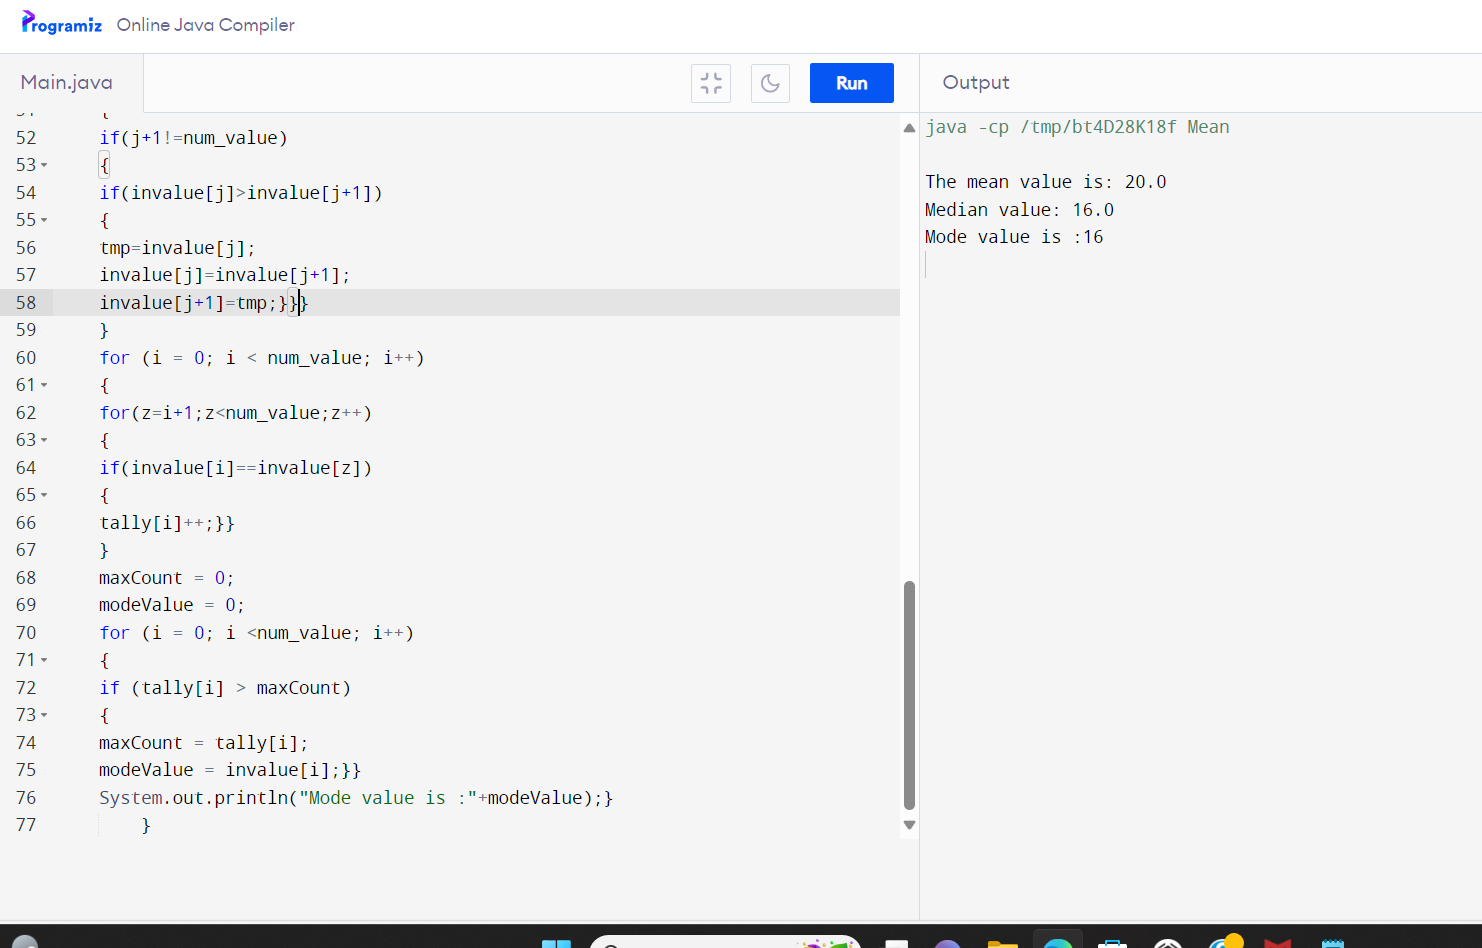 Programiz Online Java Compiler
Main.java
Run
Output
52 if(j+1!=num_value)
53 {
54 if(invalue[j]>invalue[j+1])
55 {
56 tmp=invalue[j];
57 invalue[j]=invalue[j+1];
58 invalue[j+1]=tmp;}}}
59 }
60 for (i = 0; i < num_value; i++)
61 {
62 for(z=i+1;z<num_value;z++)
63 {
64 if(invalue[i]==invalue[z])
65 {
66 tally[i]++;}}
67 }
68 maxCount = 0;
69 modeValue = 0;
70 for (i = 0; i <num_value; i++)
71 {
72 if (tally[i] > maxCount)
73 {
74 maxCount = tally[i];
75 modeValue = invalue[i];}}
76 System.out.println("Mode value is :"+modeValue);}
77 }
java -cp /tmp/bt4D28K18f Mean
The mean value is: 20.0
Median value: 16.0
Mode value is :16